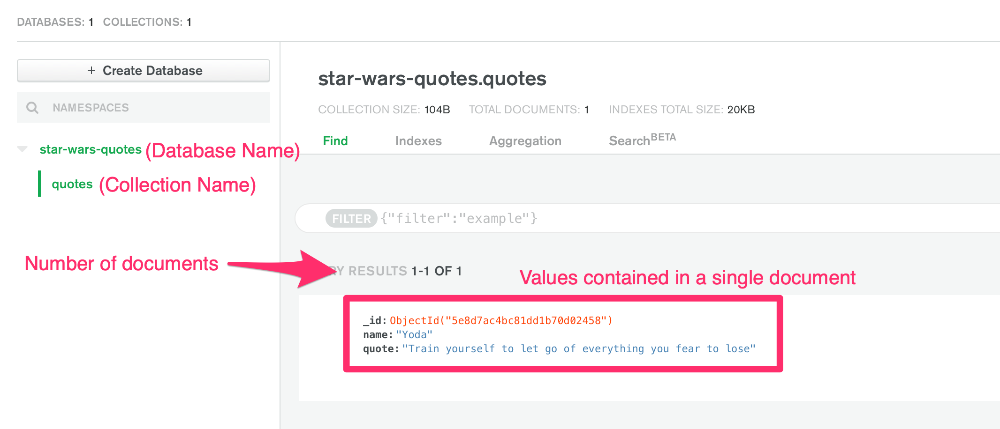 DATABASES: 1 COLLECTIONS: 1
+ Create Database
NAMESPACES
star-wars-quotes (Database Name)
quotes (Collection Name)
Number of documents
star-wars-quotes.quotes
COLLECTION SIZE: 104B TOTAL DOCUMENTS: 1 INDEXES TOTAL SIZE: 20KB
Find Indexes Aggregation Search BETA
FILTER {"filter":"example"}
RY RESULTS 1-1 OF 1
Values contained in a single document
_id: ObjectId("5e8d7ac4bc81dd1b70d02458")
name: "Yoda"
quote: "Train yourself to let go of everything you fear to lose"